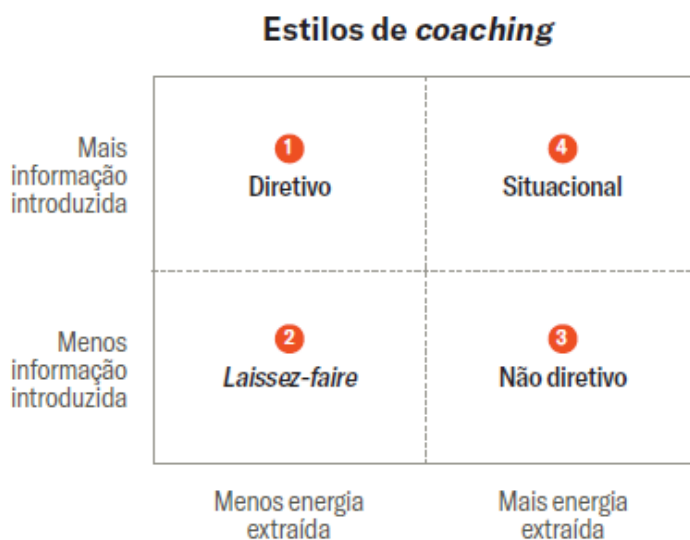 Estilos de coaching
Mais
informação
introduzida
1
Diretivo
4
Situacional
Menos
informação
introduzida
2
Laissez-faire
3
Não diretivo
Menos energia
extraída
Mais energia
extraída